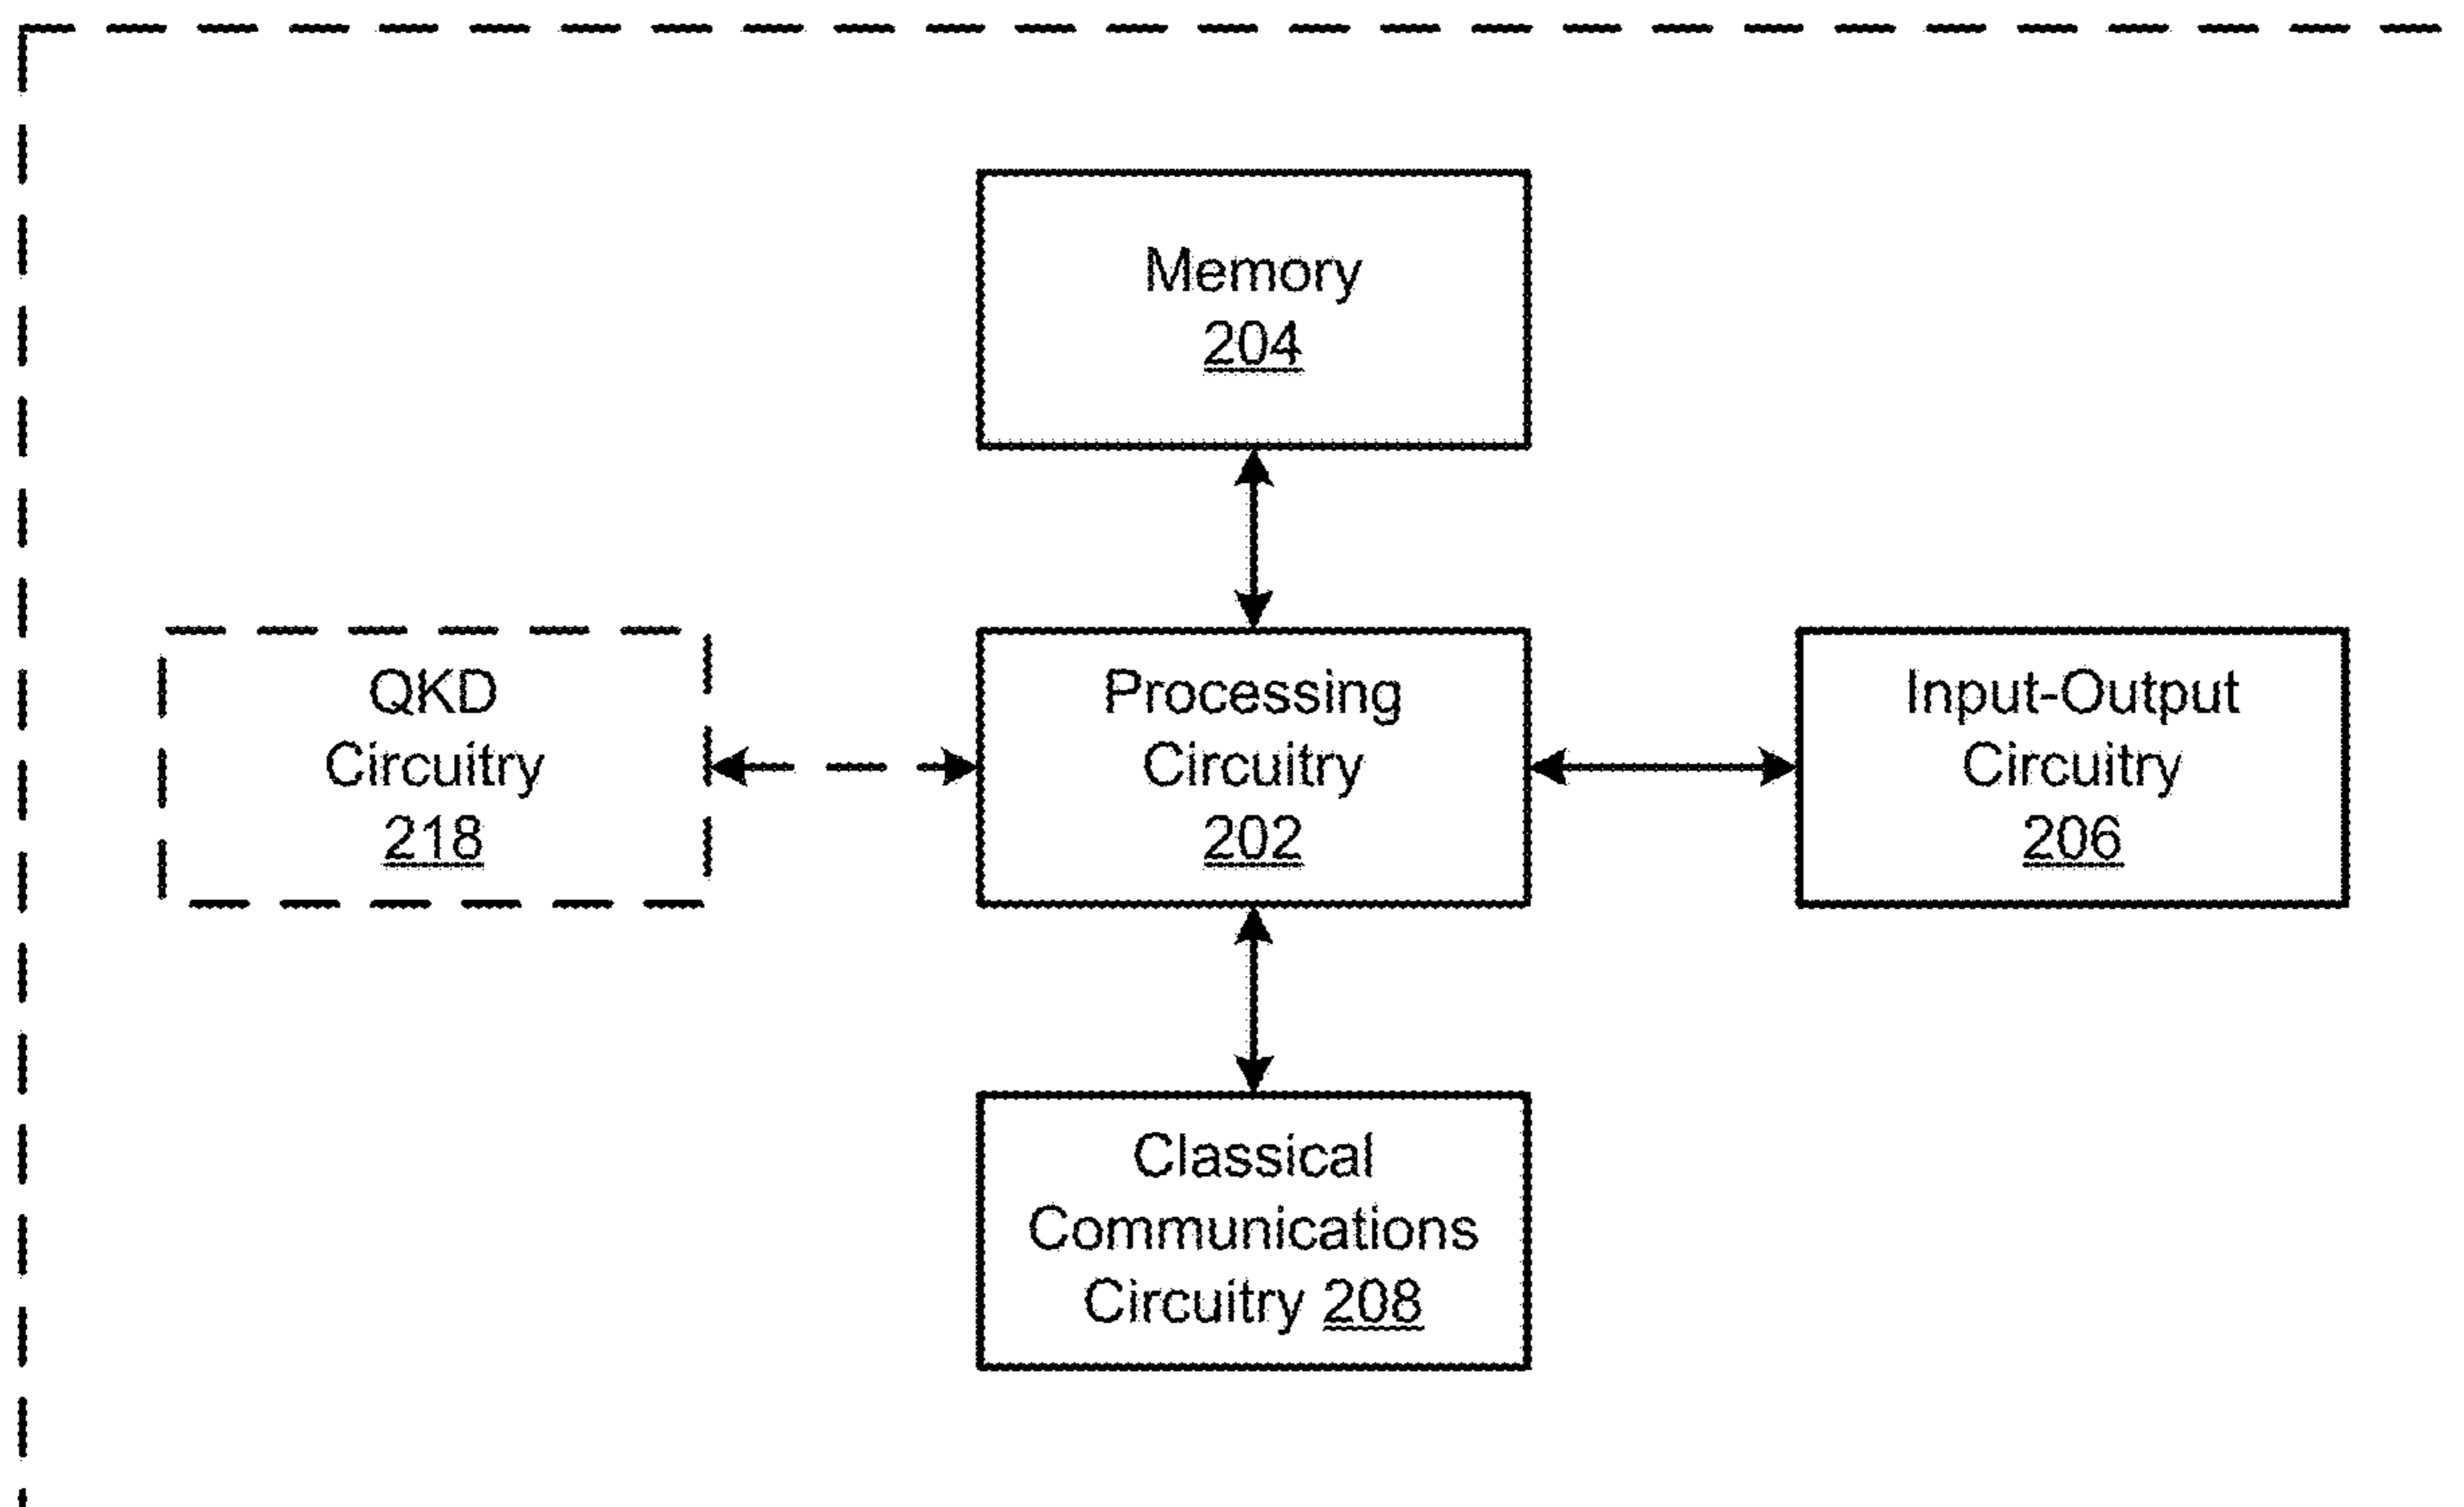 Memory
204
QKD
Circuitry
218
Processing
Circuitry
202
Input-Output
Circuitry
206
Classical
Communications
Circuitry 208